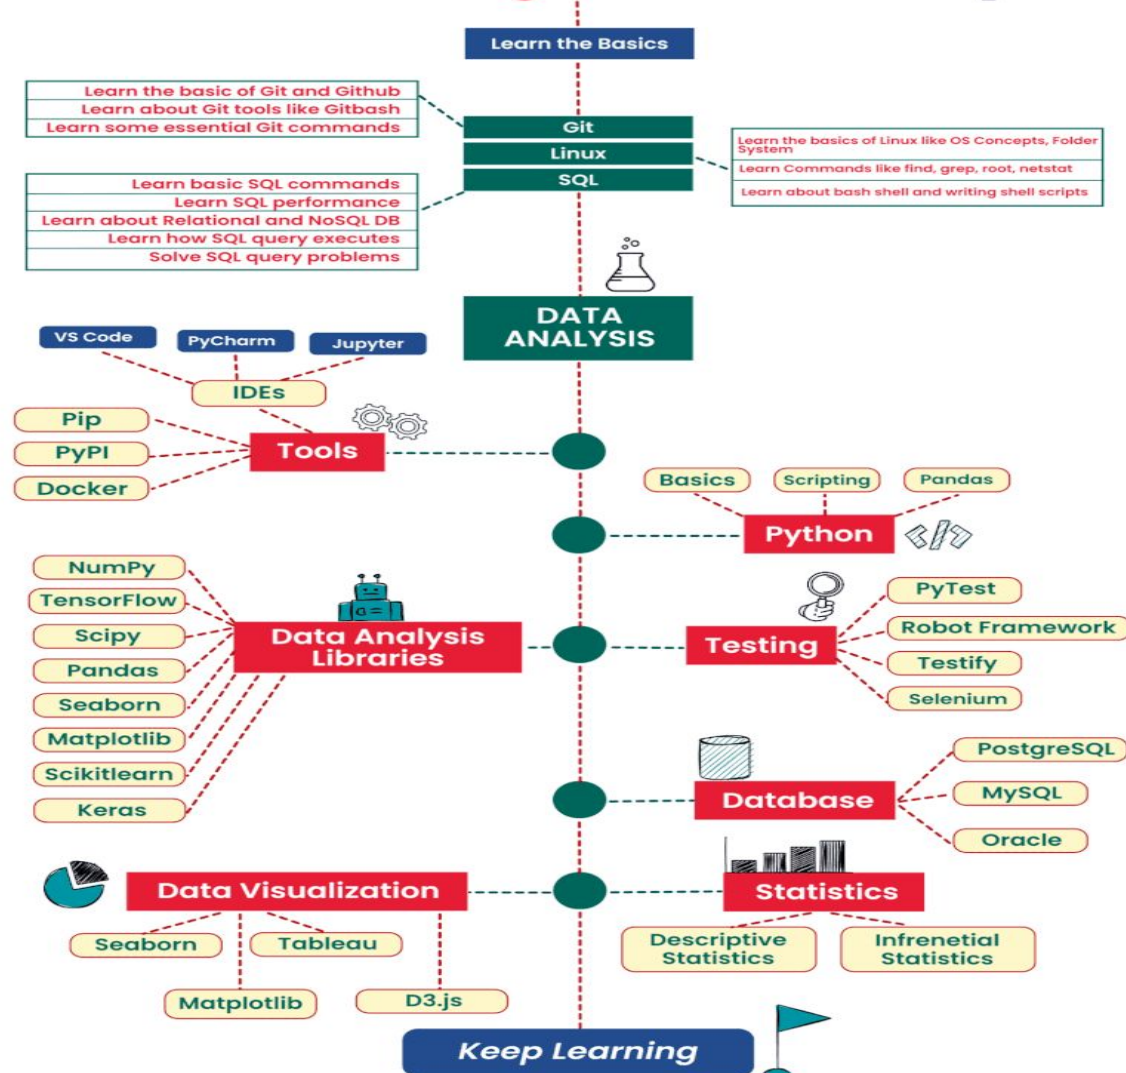 Learn the Basics
Learn the basic of Git and Github
Learn about Git tools like Gitbash
Learn some essential Git commands
Git
Linux
SQL
Learn the basics of Linux like OS Concepts, Folder
System
Learn Commands like find, grep, root, netstat
Learn about bash shell and writing shell scripts
Learn basic SQL commands
Learn SQL performance
Learn about Relational and NoSQL DB
Learn how SQL query executes
Solve SQL query problems
DATA
ANALYSIS
VS Code
PyCharm
Jupyter
IDEs
Pip
PyPI
Docker
Tools
Basics
Scripting
Pandas
Python
NumPy
TensorFlow
Scipy
Pandas
Seaborn
Matplotlib
Scikitlearn
Keras
Data Analysis
Libraries
Testing
PyTest
Robot Framework
Testify
Selenium
Database
PostgreSQL
MySQL
Oracle
Data Visualization
Seaborn
Tableau
Matplotlib
D3.js
Statistics
Descriptive
Statistics
Infrenetial
Statistics
Keep Learning